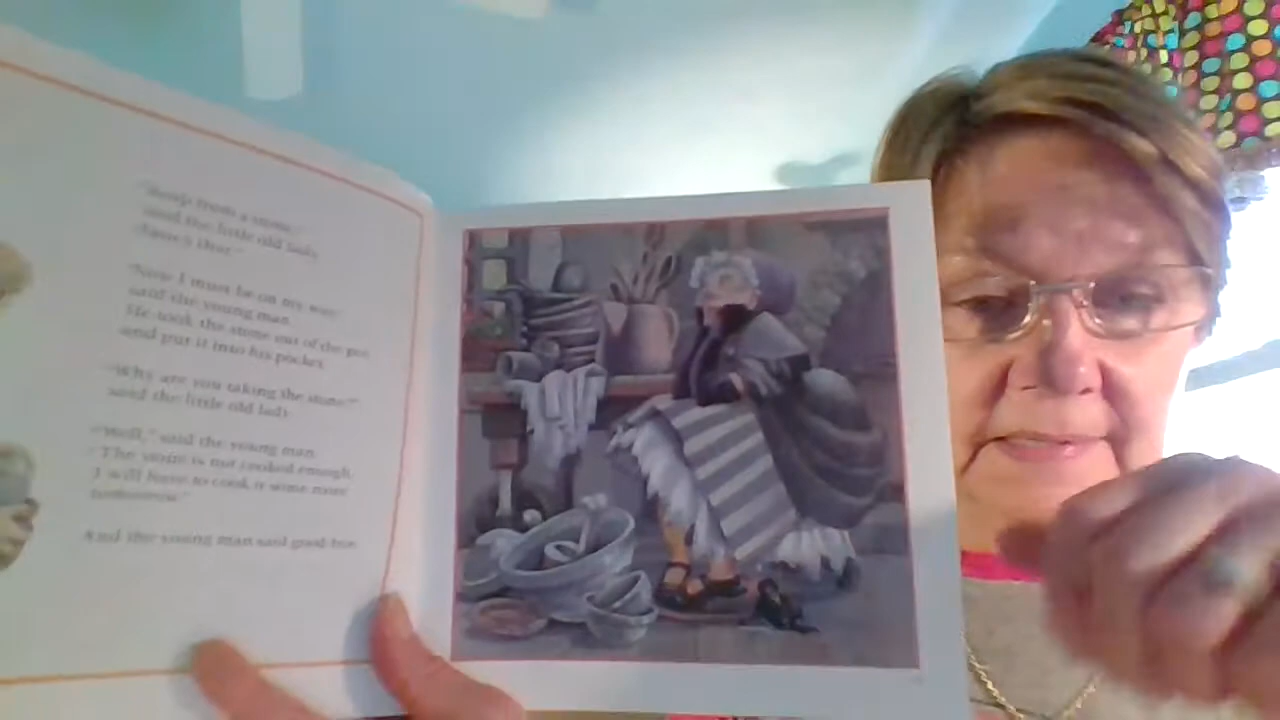 "Soup from a stone,"
said the little old lady.
"Fancy that."
"Now I must be on my way,"
said the young man.
He took the stone out of the pot
and put it into his pocket.
"Why are you taking the stone?"
said the little old lady.
"Well," said the young man.
"The stone is not cooked enough.
I will have to cook it some more
tomorrow."
And the young man said good-bye.